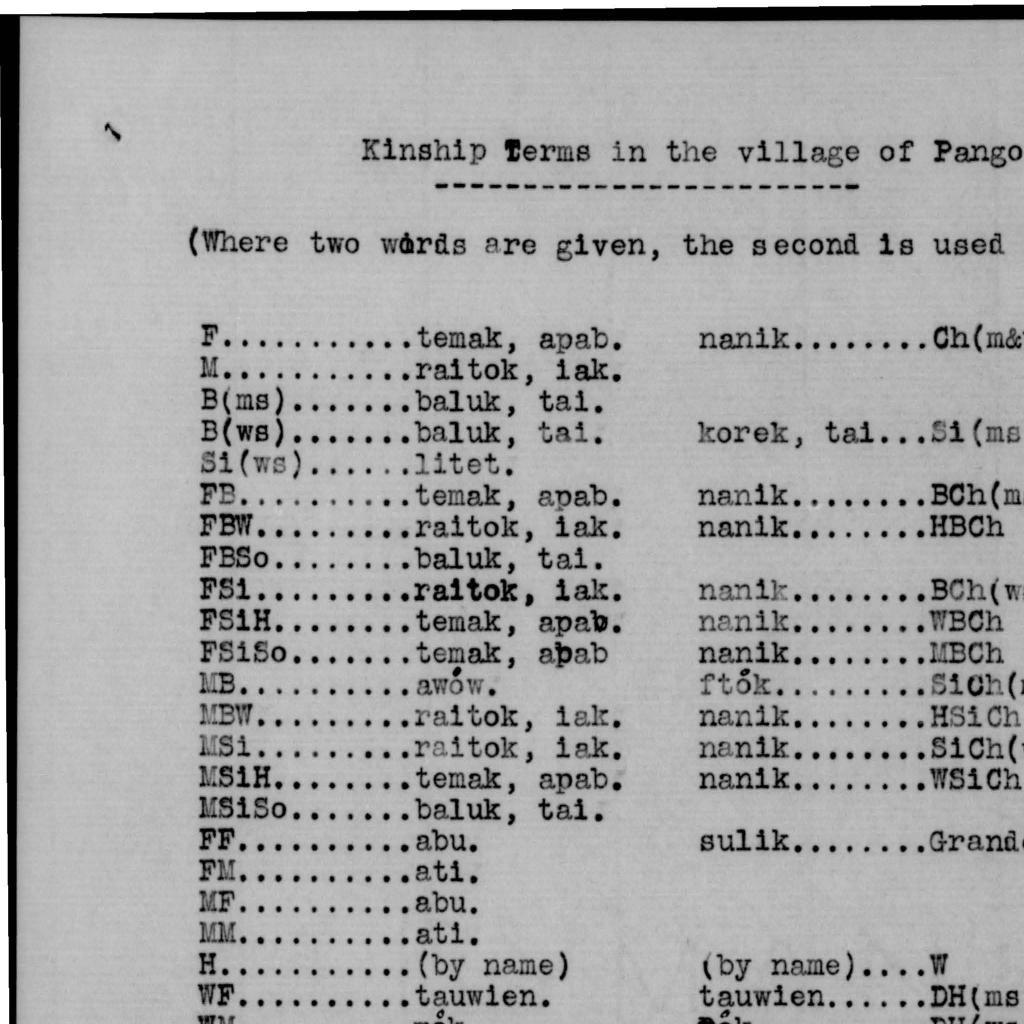 Kinship Terms in the village of Pango
------------------------
(Where two words are given, the second is used
F...........temak, apab. nanik........Ch(m&
M...........raitok, iak.
B(ms).......baluk, tai.
B(ws).......baluk, tai. korek, tai...Si(ms
Si(ws)......litet.
FB..........temak, apab. nanik........BCh(m
FBW.........raitok, iak. nanik........HBCh
FBSo........baluk, tai.
FSi.........raitok, iak. nanik........BCh(w
FSiH........temak, apab. nanik........WBCh
FSiSo.......temak, apab nanik........MBCh
MB..........awo̊w. fto̊k.........SiCh(
MBW.........raitok, iak. nanik........HSiCh
MSi.........raitok, iak. nanik........SiCh(
MSiH........temak, apab. nanik........WSiCh
MSiSo.......baluk, tai.
FF..........abu. sulik........Grand
FM..........ati.
MF..........abu.
MM..........ati.
H...........(by name) (by name)....W
WF..........tauwien. tauwien......DH(ms